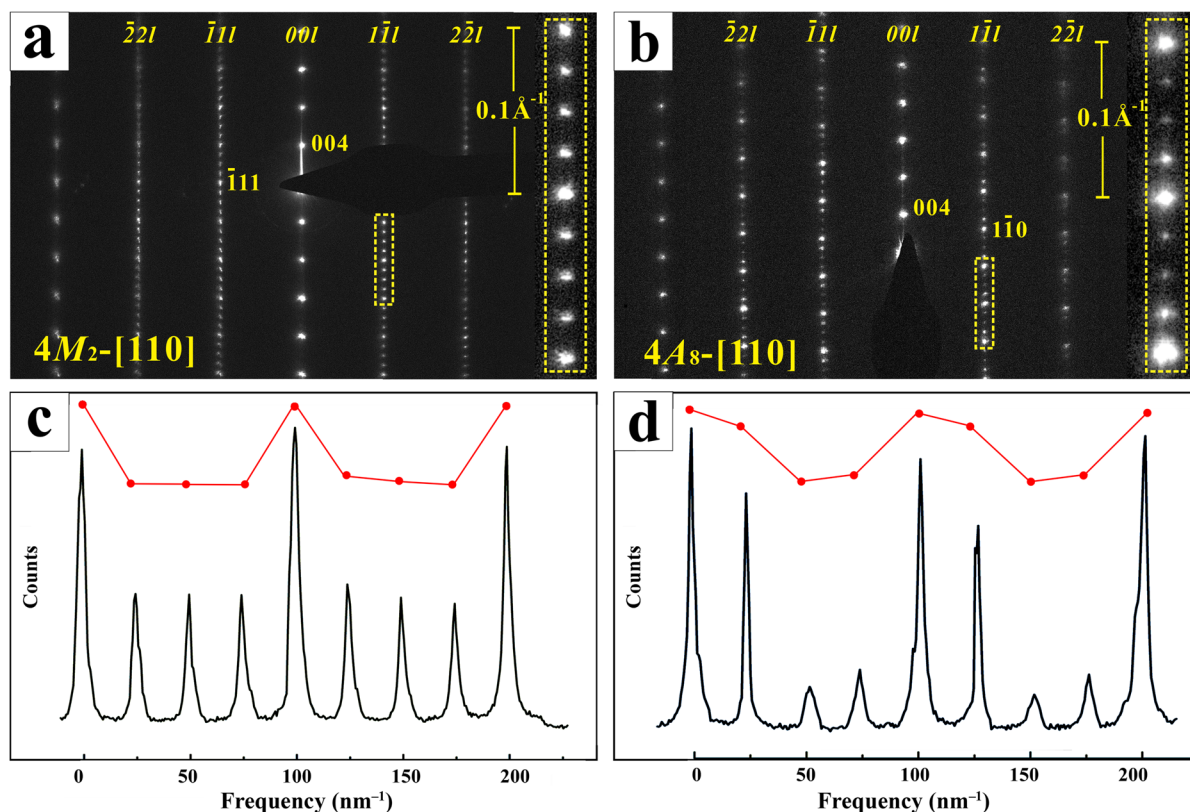 a
2̄2l 1̄1l 00l 11̄l 22̄l
0.1Å⁻¹
004
1̄11
4M₂-[110]
b
2̄2l 1̄1l 00l 11̄l 22̄l
0.1Å⁻¹
004
11̄0
4A₈-[110]
c
Counts
0 50 100 150 200
Frequency (nm⁻¹)
d
Counts
0 50 100 150 200
Frequency (nm⁻¹)